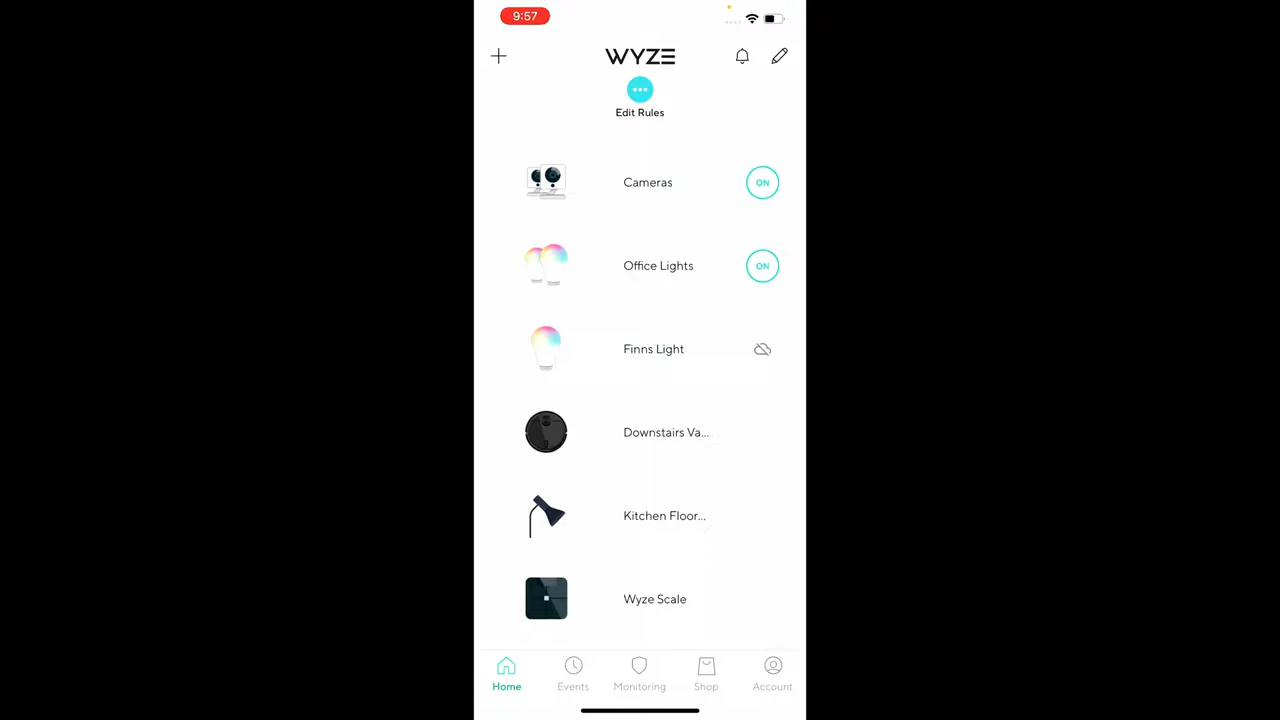 9:57
WYZE
Edit Rules
Cameras
ON
Office Lights
ON
Finns Light
Downstairs Va...
Kitchen Floor...
Wyze Scale
Home
Events
Monitoring
Shop
Account